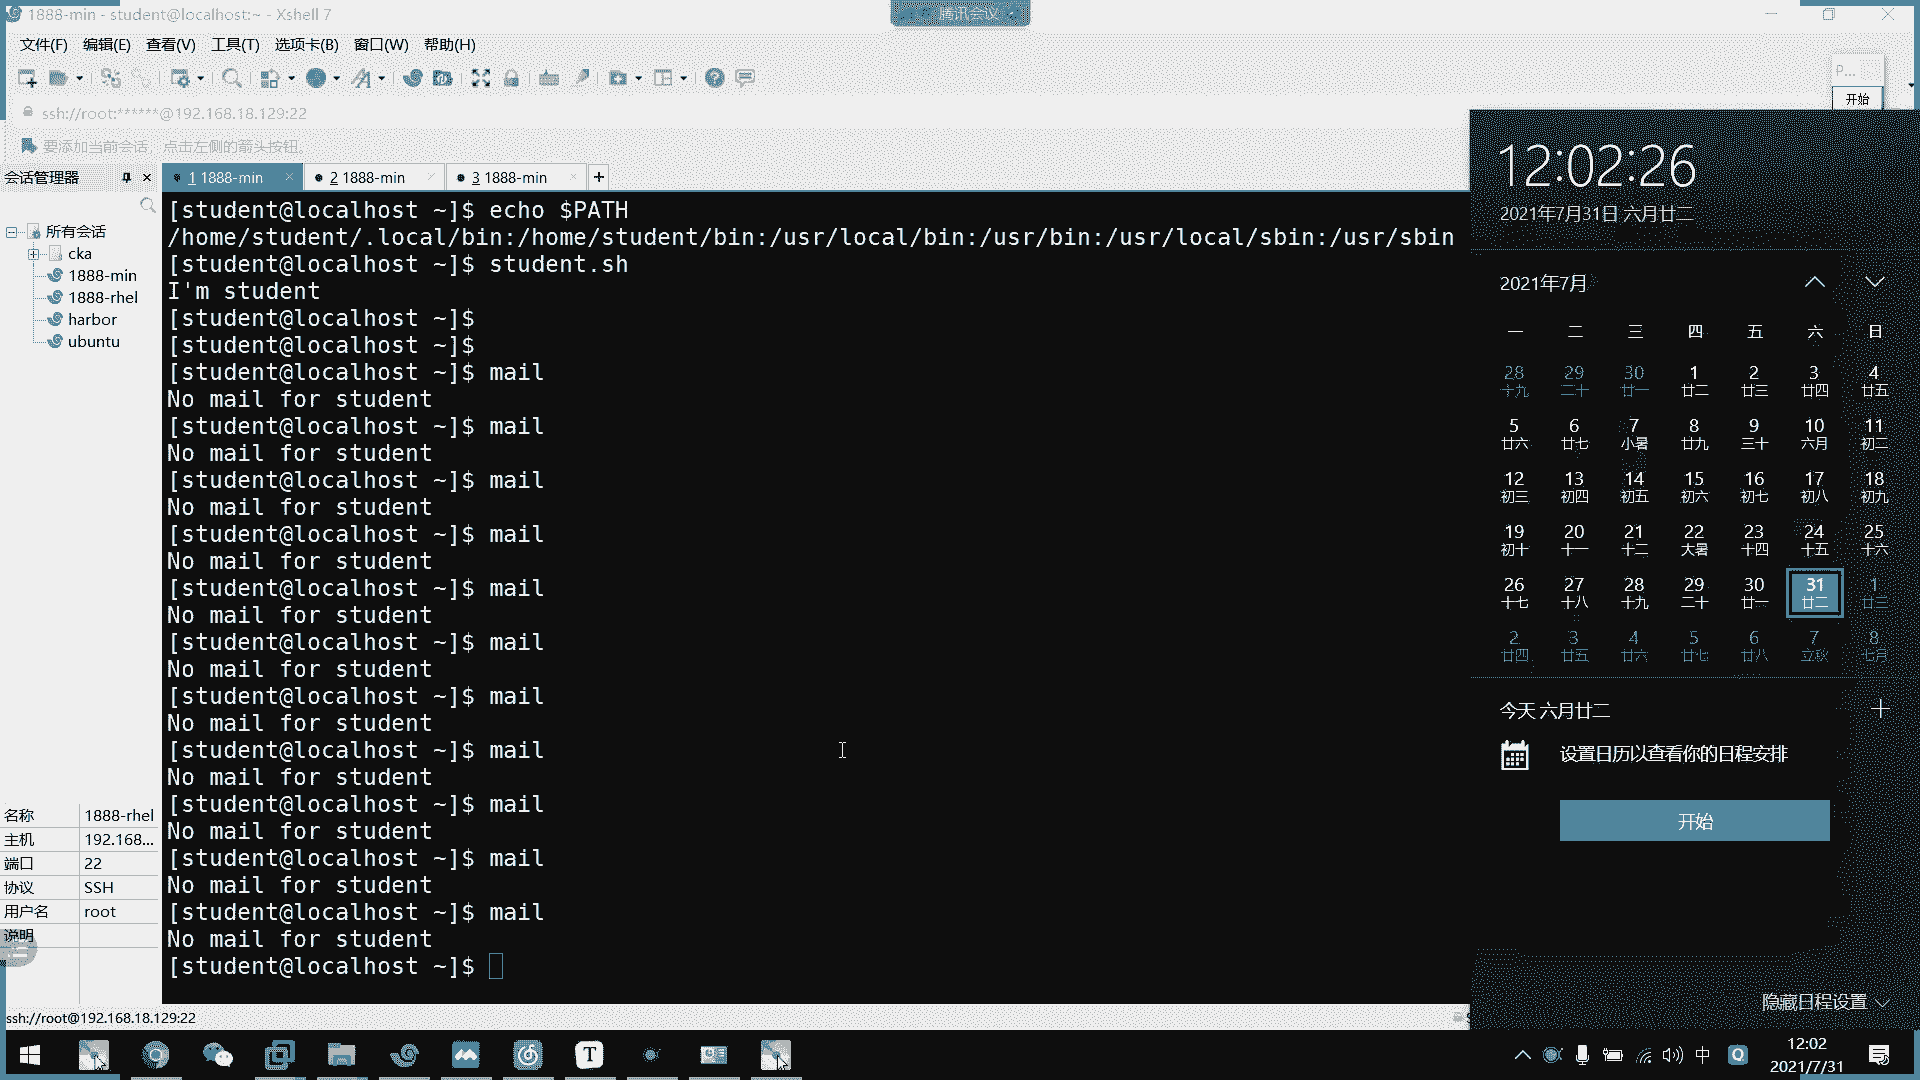 1888-min - student@localhost:~ - Xshell 7
腾讯会议
文件(F) 编辑(E) 查看(V) 工具(T) 选项卡(B) 窗口(W) 帮助(H)
P...
开始
ssh://root:******@192.168.18.129:22
要添加当前会话，点击左侧的箭头按钮。
会话管理器
1 1888-min
2 1888-min
3 1888-min
所有会话
cka
1888-min
1888-rhel
harbor
ubuntu
名称 1888-rhel
主机 192.168...
端口 22
协议 SSH
用户名 root
说明
[student@localhost ~]$ echo $PATH
/home/student/.local/bin:/home/student/bin:/usr/local/bin:/usr/bin:/usr/local/sbin:/usr/sbin
[student@localhost ~]$ student.sh
I'm student
[student@localhost ~]$
[student@localhost ~]$
[student@localhost ~]$ mail
No mail for student
[student@localhost ~]$ mail
No mail for student
[student@localhost ~]$ mail
No mail for student
[student@localhost ~]$ mail
No mail for student
[student@localhost ~]$ mail
No mail for student
[student@localhost ~]$ mail
No mail for student
[student@localhost ~]$ mail
No mail for student
[student@localhost ~]$ mail
No mail for student
[student@localhost ~]$ mail
No mail for student
[student@localhost ~]$ mail
No mail for student
[student@localhost ~]$ mail
No mail for student
[student@localhost ~]$
12:02:26
2021年7月31日 六月廿二
2021年7月
一 二 三 四 五 六 日
28 29 30 1 2 3 4
十九 二十 廿一 廿二 廿三 廿四 廿五
5 6 7 8 9 10 11
廿六 廿七 小暑 廿九 三十 六月 初二
12 13 14 15 16 17 18
初三 初四 初五 初六 初七 初八 初九
19 20 21 22 23 24 25
初十 十一 十二 大暑 十四 十五 十六
26 27 28 29 30 31 1
十七 十八 十九 二十 廿一 廿二 廿三
2 3 4 5 6 7 8
廿四 廿五 廿六 廿七 廿八 立秋 七月
今天 六月廿二
设置日历以查看你的日程安排
开始
隐藏日程设置
ssh://root@192.168.18.129:22
T
中
Q
12:02
2021/7/31